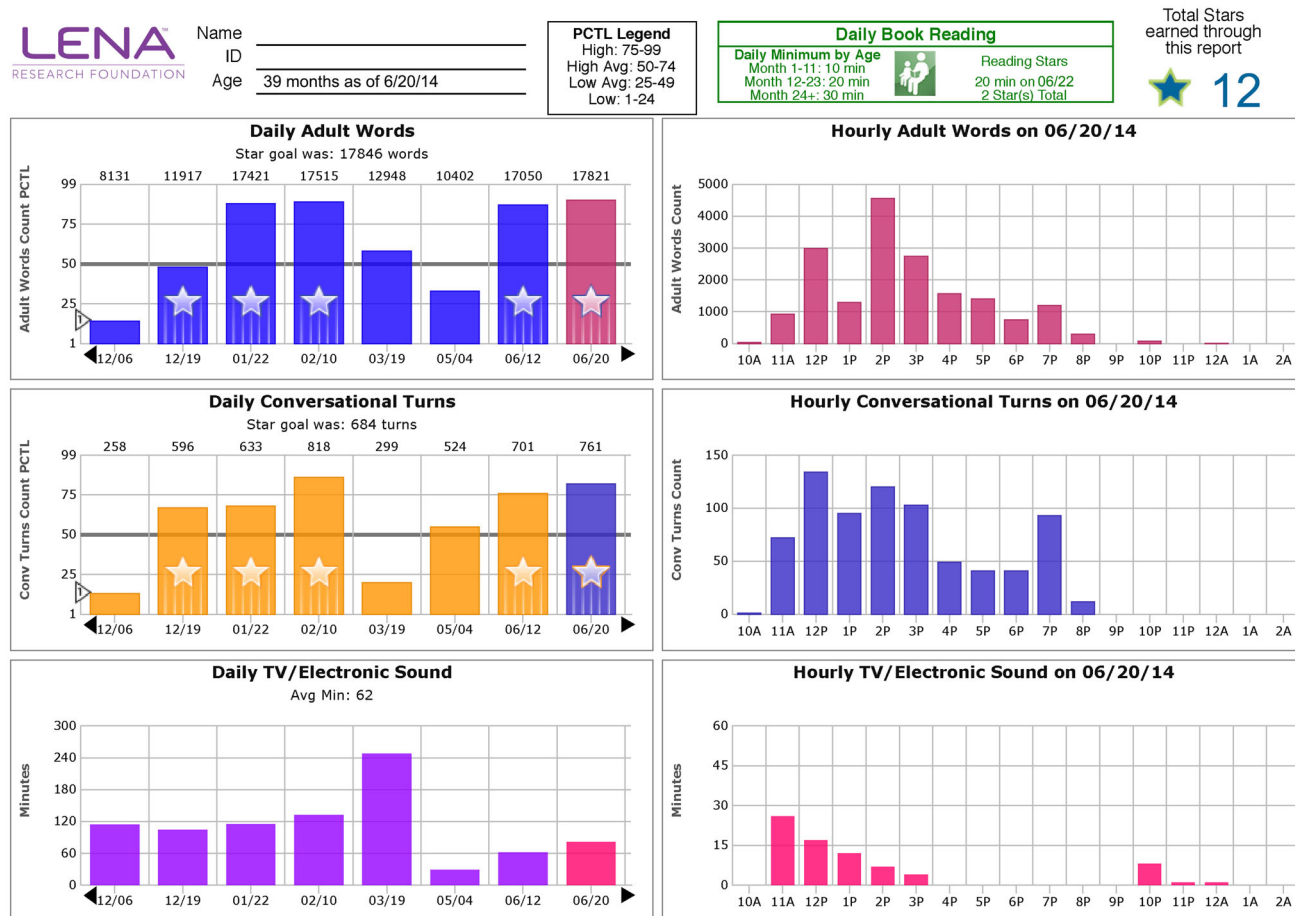 LENA™
RESEARCH FOUNDATION
Name
ID
Age 39 months as of 6/20/14
PCTL Legend
High: 75-99
High Avg: 50-74
Low Avg: 25-49
Low: 1-24
Daily Book Reading
Daily Minimum by Age
Month 1-11: 10 min
Month 12-23: 20 min
Month 24+: 30 min
Reading Stars
20 min on 06/22
2 Star(s) Total
Total Stars
earned through
this report
12
Daily Adult Words
Star goal was: 17846 words
8131 11917 17421 17515 12948 10402 17050 17821
Adult Words Count PCTL
99
75
50
25
1
1
12/06 12/19 01/22 02/10 03/19 05/04 06/12 06/20
Hourly Adult Words on 06/20/14
Adult Words Count
5000
4000
3000
2000
1000
0
10A 11A 12P 1P 2P 3P 4P 5P 6P 7P 8P 9P 10P 11P 12A 1A 2A
Daily Conversational Turns
Star goal was: 684 turns
258 596 633 818 299 524 701 761
Conv Turns Count PCTL
99
75
50
25
1
1
12/06 12/19 01/22 02/10 03/19 05/04 06/12 06/20
Hourly Conversational Turns on 06/20/14
Conv Turns Count
150
100
50
0
10A 11A 12P 1P 2P 3P 4P 5P 6P 7P 8P 9P 10P 11P 12A 1A 2A
Daily TV/Electronic Sound
Avg Min: 62
Minutes
300
240
180
120
60
0
12/06 12/19 01/22 02/10 03/19 05/04 06/12 06/20
Hourly TV/Electronic Sound on 06/20/14
Minutes
60
45
30
15
0
10A 11A 12P 1P 2P 3P 4P 5P 6P 7P 8P 9P 10P 11P 12A 1A 2A